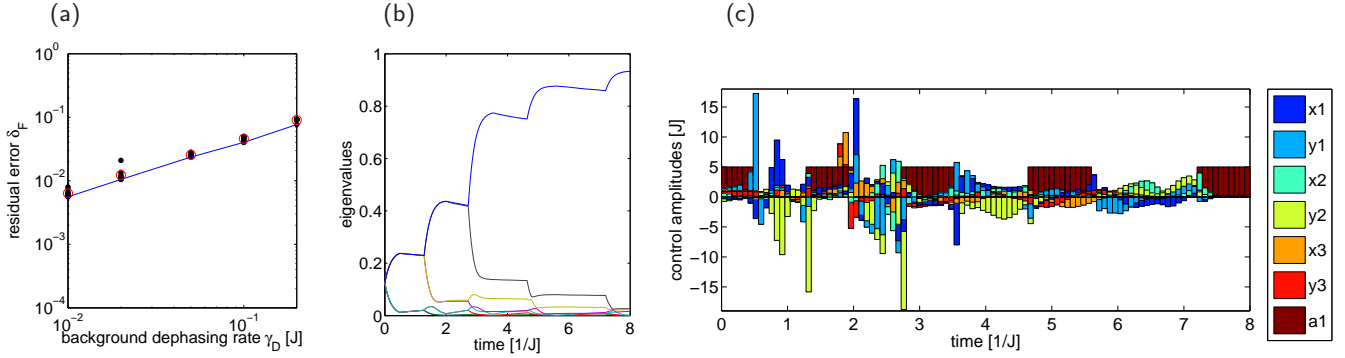 (a)
(b)
(c)
10^0
10^-1
10^-2
10^-3
10^-4
residual error δ_F
10^-2
10^-1
background dephasing rate γ_D [J]
1
0.8
0.6
0.4
0.2
0
eigenvalues
0 2 4 6 8
time [1/J]
15
10
5
0
−5
−10
−15
control amplitudes [J]
0 1 2 3 4 5 6 7 8
time [1/J]
x1
y1
x2
y2
x3
y3
a1